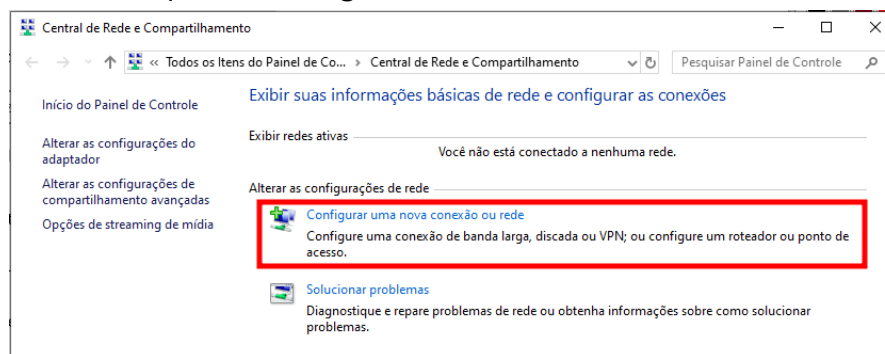 Central de Rede e Compartilhamento
« Todos os Itens do Painel de Co... › Central de Rede e Compartilhamento
Pesquisar Painel de Controle
Início do Painel de Controle
Alterar as configurações do
adaptador
Alterar as configurações de
compartilhamento avançadas
Opções de streaming de mídia
Exibir suas informações básicas de rede e configurar as conexões
Exibir redes ativas
Você não está conectado a nenhuma rede.
Alterar as configurações de rede
Configurar uma nova conexão ou rede
Configure uma conexão de banda larga, discada ou VPN; ou configure um roteador ou ponto de
acesso.
Solucionar problemas
Diagnostique e repare problemas de rede ou obtenha informações sobre como solucionar
problemas.